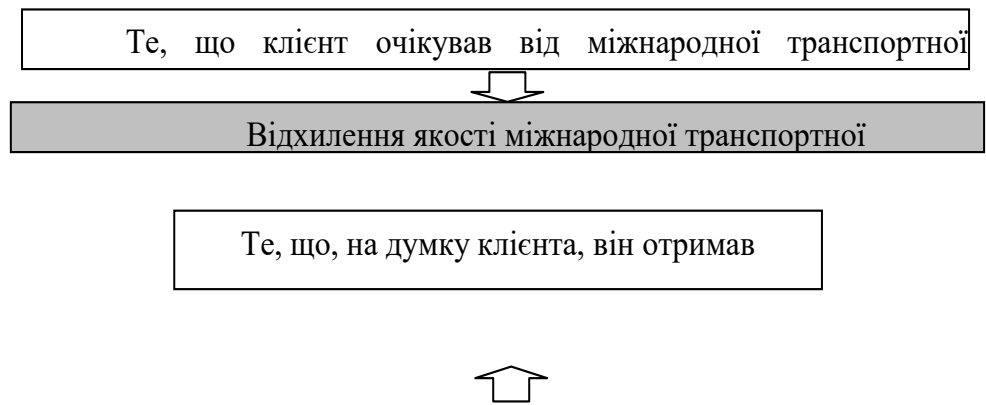 Те, що клієнт очікував від міжнародної транспортної
Відхилення якості міжнародної транспортної
Те, що, на думку клієнта, він отримав